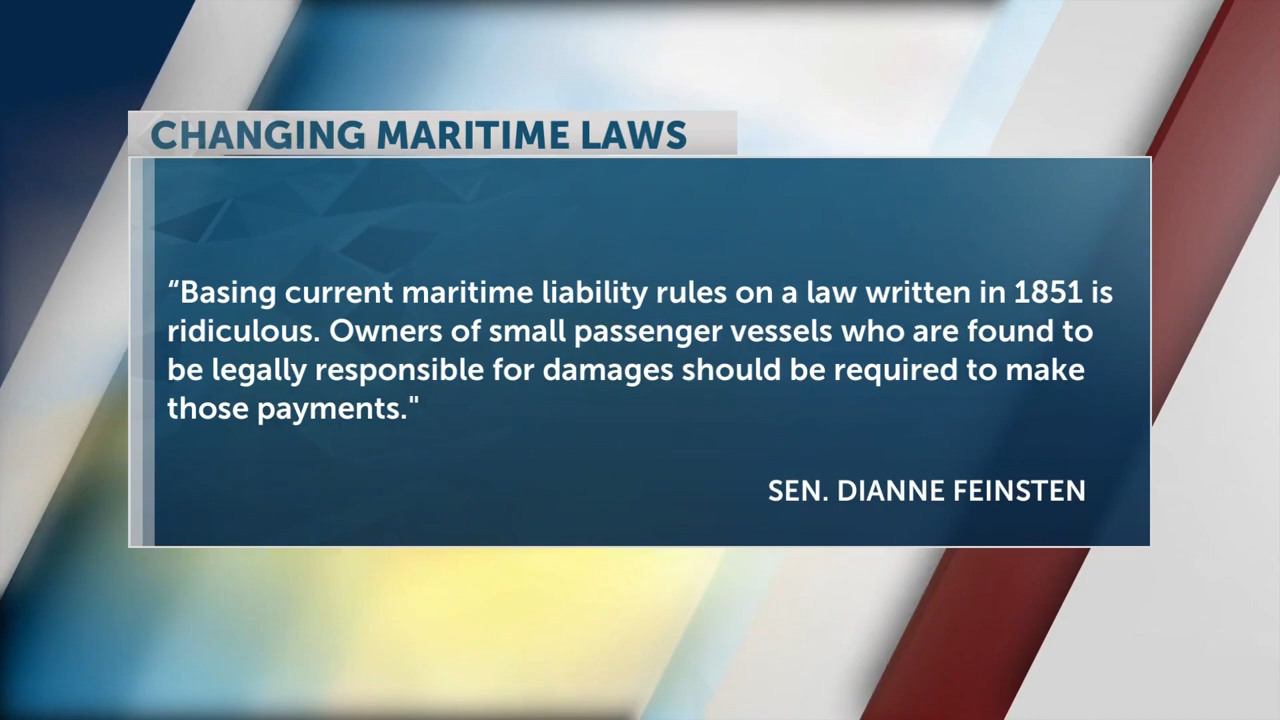 CHANGING MARITIME LAWS
“Basing current maritime liability rules on a law written in 1851 is
ridiculous. Owners of small passenger vessels who are found to
be legally responsible for damages should be required to make
those payments."
SEN. DIANNE FEINSTEN